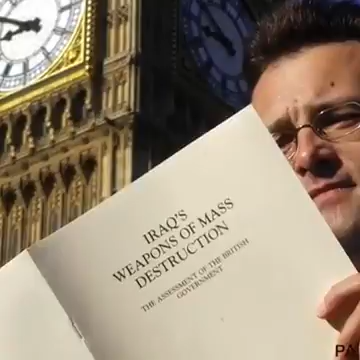 IRAQ'S
WEAPONS OF MASS
DESTRUCTION
THE ASSESSMENT OF THE BRITISH
GOVERNMENT
PA